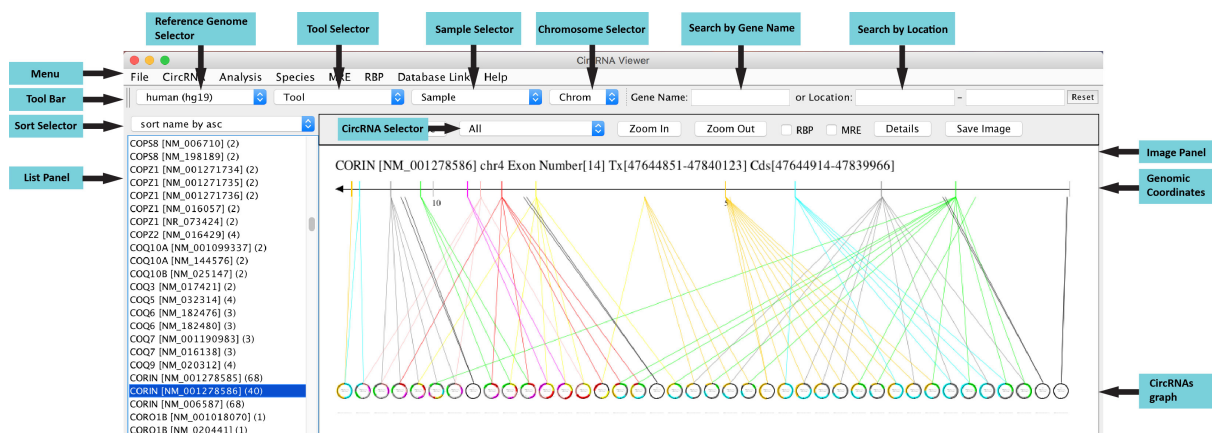 Reference Genome
Selector
Tool Selector
Sample Selector
Chromosome Selector
Search by Gene Name
Search by Location
CircRNA Viewer
Menu
File CircRNA Analysis Species MRE RBP Database Link Help
Tool Bar
human (hg19)
Tool
Sample
Chrom
Gene Name:
or Location:
–
Reset
Sort Selector
sort name by asc
CircRNA Selector
All
Zoom In
Zoom Out
RBP
MRE
Details
Save Image
List Panel
COPS8 [NM_006710] (2)
COPS8 [NM_198189] (2)
COPZ1 [NM_001271734] (2)
COPZ1 [NM_001271735] (2)
COPZ1 [NM_001271736] (2)
COPZ1 [NM_016057] (2)
COPZ1 [NR_073424] (2)
COPZ2 [NM_016429] (4)
COQ10A [NM_001099337] (2)
COQ10A [NM_144576] (2)
COQ10B [NM_025147] (2)
COQ3 [NM_017421] (2)
COQ5 [NM_032314] (4)
COQ6 [NM_182476] (3)
COQ6 [NM_182480] (3)
COQ7 [NM_001190983] (3)
COQ7 [NM_016138] (3)
COQ9 [NM_020312] (4)
CORIN [NM_001278585] (68)
CORIN [NM_001278586] (40)
CORIN [NM_006587] (68)
CORO1B [NM_001018070] (1)
CORO1B [NM_020441] (1)
CORIN [NM_001278586] chr4 Exon Number[14] Tx[47644851-47840123] Cds[47644914-47839966]
10
5
Image Panel
Genomic
Coordinates
CircRNAs
graph